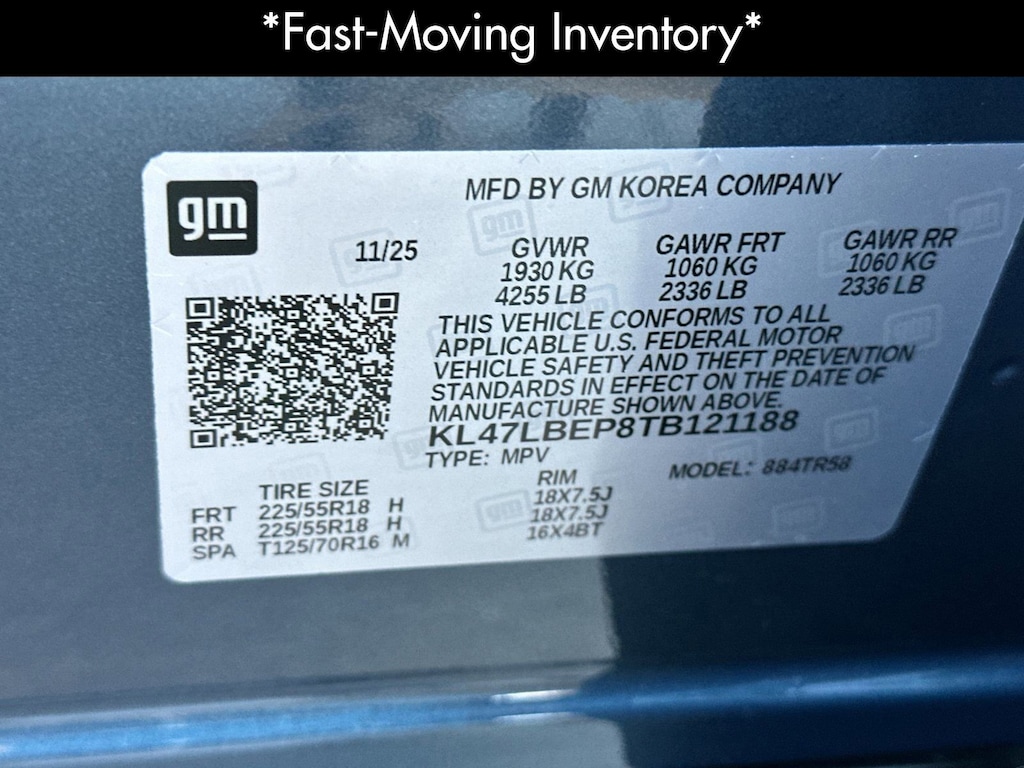 *Fast-Moving Inventory*
gm
MFD BY GM KOREA COMPANY
11/25
GVWR GAWR FRT GAWR RR
1930 KG 1060 KG 1060 KG
4255 LB 2336 LB 2336 LB
THIS VEHICLE CONFORMS TO ALL
APPLICABLE U.S. FEDERAL MOTOR
VEHICLE SAFETY AND THEFT PREVENTION
STANDARDS IN EFFECT ON THE DATE OF
MANUFACTURE SHOWN ABOVE.
KL47LBEP8TB121188
TYPE: MPV MODEL: 884TR58
TIRE SIZE RIM
FRT 225/55R18 H 18X7.5J
RR 225/55R18 H 18X7.5J
SPA T125/70R16 M 16X4BT